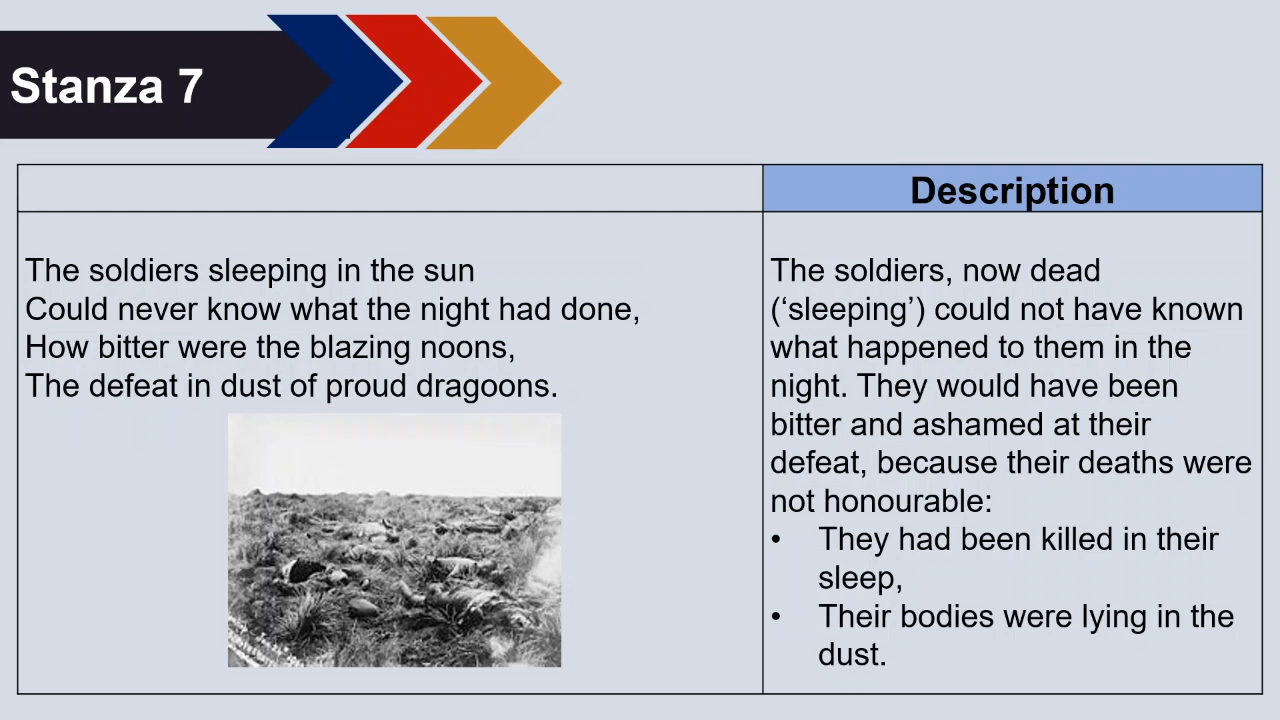 Stanza 7
Description
The soldiers sleeping in the sun
Could never know what the night had done,
How bitter were the blazing noons,
The defeat in dust of proud dragoons.
The soldiers, now dead
(‘sleeping’) could not have known
what happened to them in the
night. They would have been
bitter and ashamed at their
defeat, because their deaths were
not honourable:
• They had been killed in their
sleep,
• Their bodies were lying in the
dust.